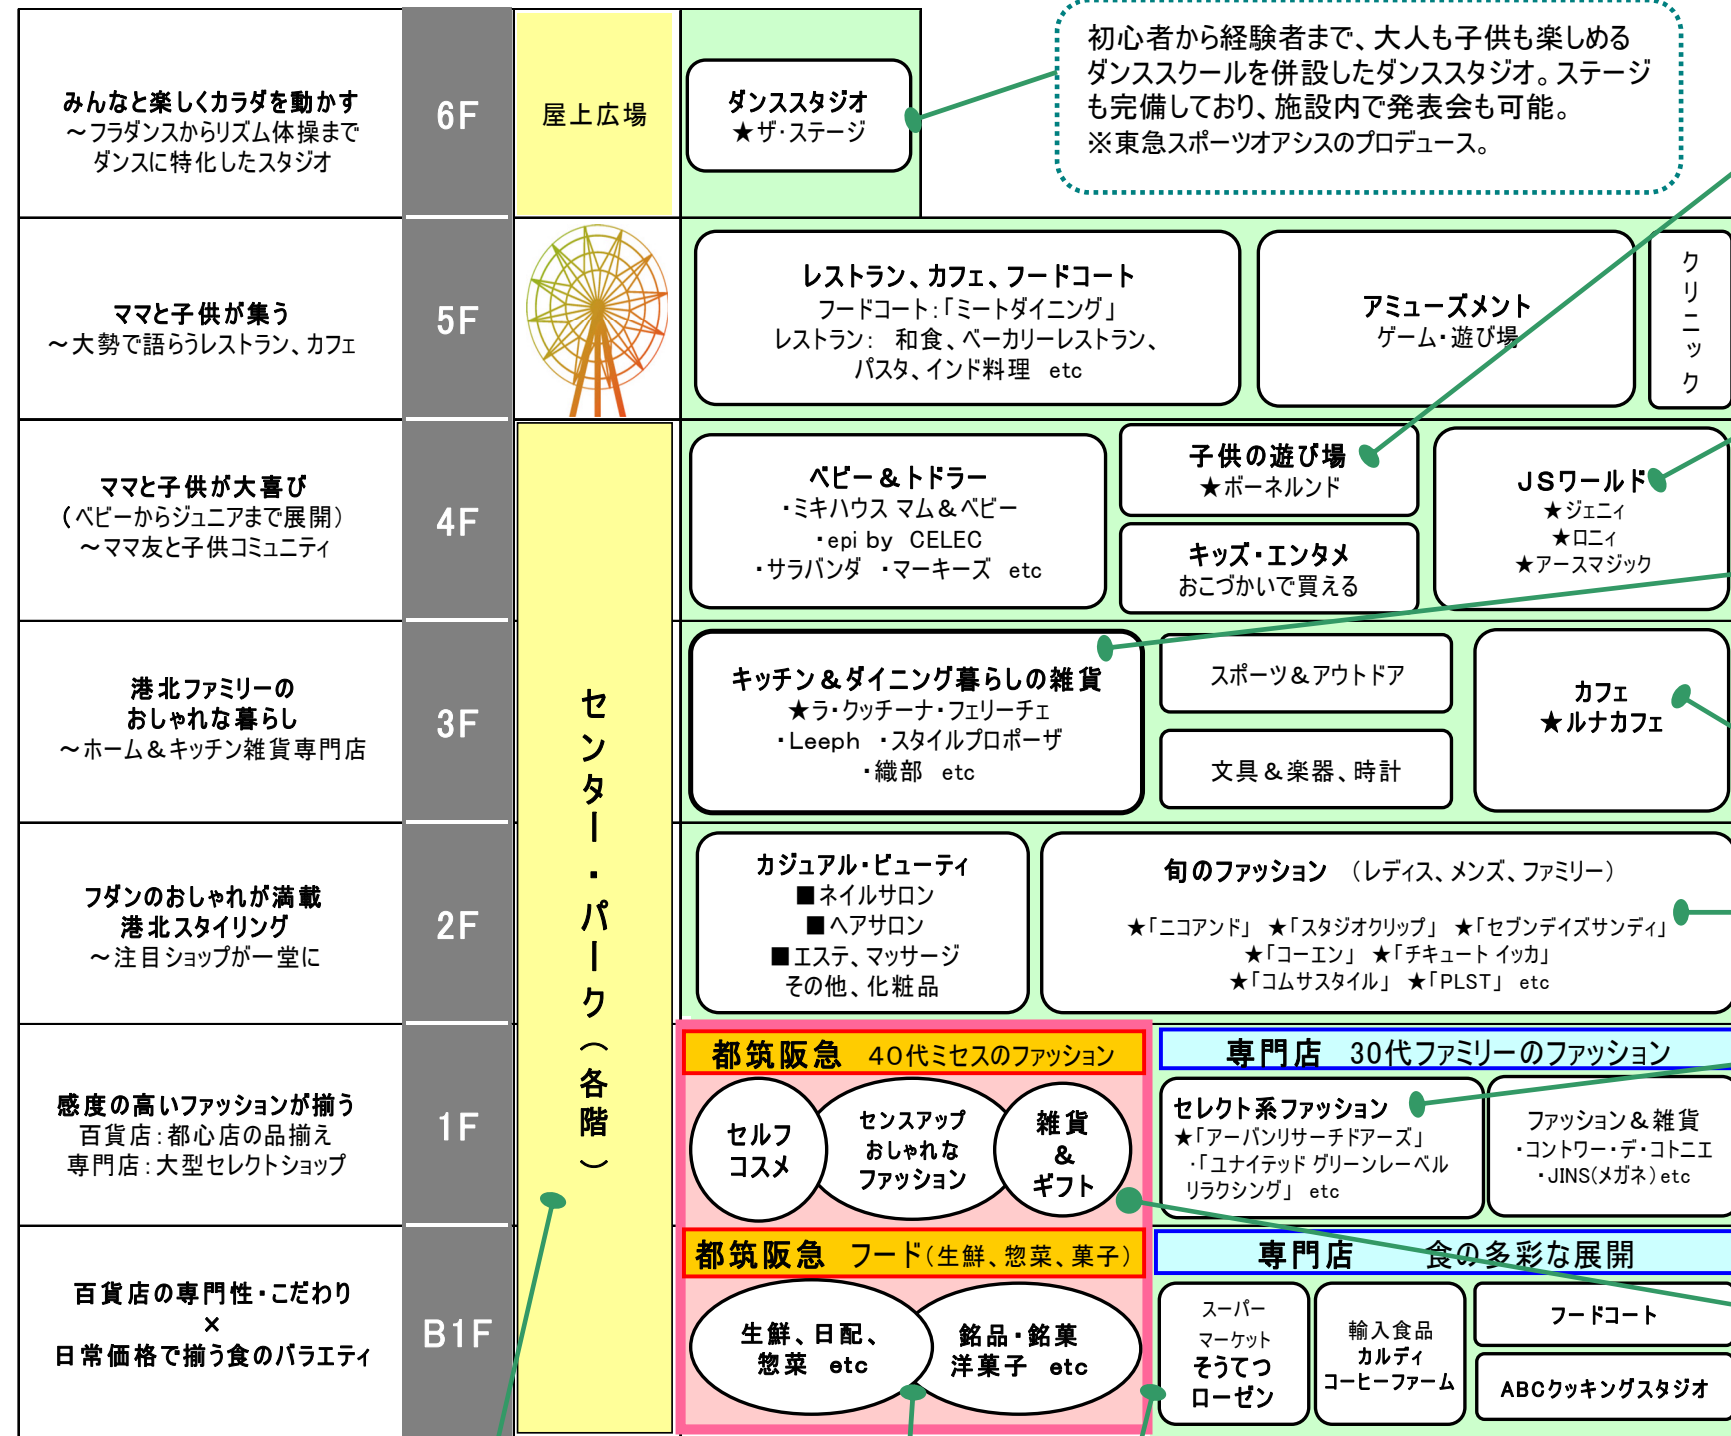 みんなと楽しくカラダを動かす
～フラダンスからリズム体操まで
ダンスに特化したスタジオ
6F
屋上広場
ダンススタジオ
★ザ・ステージ
初心者から経験者まで、大人も子供も楽しめる
ダンススクールを併設したダンススタジオ。ステージ
も完備しており、施設内で発表会も可能。
※東急スポーツオアシスのプロデュース。
ママと子供が集う
～大勢で語らうレストラン、カフェ
5F
レストラン、カフェ、フードコート
フードコート：「ミートダイニング」
レストラン： 和食、ベーカリーレストラン、
パスタ、インド料理 etc
アミューズメント
ゲーム・遊び場
クリニック
ママと子供が大喜び
（ベビーからジュニアまで展開）
～ママ友と子供コミュニティ
4F
ベビー＆トドラー
・ミキハウス マム＆ベビー
・epi by CELEC
・サラバンダ ・マーキーズ etc
子供の遊び場
★ボーネルンド
キッズ・エンタメ
おこづかいで買える
JSワールド
★ジェニィ
★ロニィ
★アースマジック
センター・パーク（各階）
港北ファミリーの
おしゃれな暮らし
～ホーム＆キッチン雑貨専門店
3F
キッチン＆ダイニング暮らしの雑貨
★ラ・クッチーナ・フェリーチェ
・Leeph ・スタイルプロポーザ
・織部 etc
スポーツ＆アウトドア
文具＆楽器、時計
カフェ
★ルナカフェ
フダンのおしゃれが満載
港北スタイリング
～注目ショップが一堂に
2F
カジュアル・ビューティ
■ネイルサロン
■ヘアサロン
■エステ、マッサージ
その他、化粧品
旬のファッション （レディス、メンズ、ファミリー）
★「ニコアンド」 ★「スタジオクリップ」 ★「セブンデイズサンデイ」
★「コーエン」 ★「チキュート イッカ」
★「コムサスタイル」 ★「PLST」 etc
感度の高いファッションが揃う
百貨店：都心店の品揃え
専門店：大型セレクトショップ
1F
都筑阪急 40代ミセスのファッション
セルフ
コスメ
センスアップ
おしゃれな
ファッション
雑貨
＆
ギフト
専門店 30代ファミリーのファッション
セレクト系ファッション
★「アーバンリサーチドアーズ」
・「ユナイテッド グリーンレーベル
リラクシング」 etc
ファッション＆雑貨
・コントワー・デ・コトニエ
・JINS(メガネ) etc
百貨店の専門性・こだわり
×
日常価格で揃う食のバラエティ
B1F
都筑阪急 フード（生鮮、惣菜、菓子）
生鮮、日配、
惣菜 etc
銘品・銘菓
洋菓子 etc
専門店 食の多彩な展開
スーパー
マーケット
そうてつ
ローゼン
輸入食品
カルディ
コーヒーファーム
フードコート
ABCクッキングスタジオ